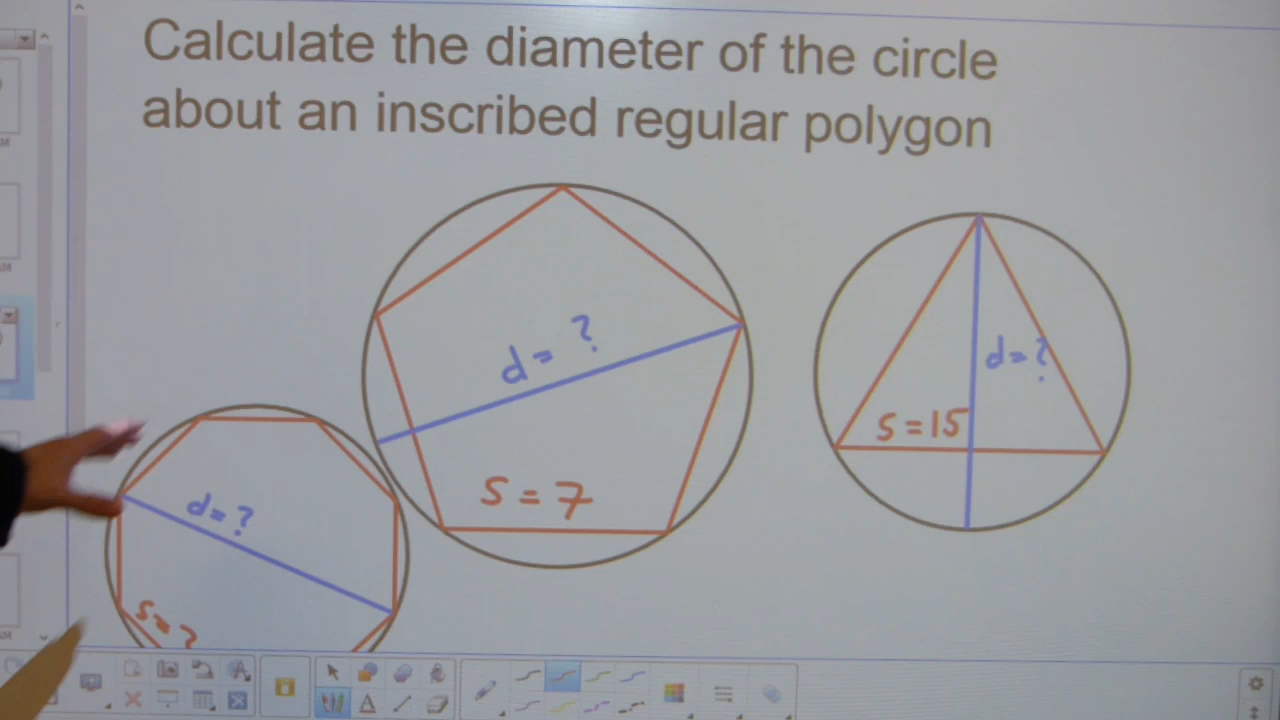 Calculate the diameter of the circle
about an inscribed regular polygon
d = ?
S = 7
d = ?
S = 15
d = ?
S = ?